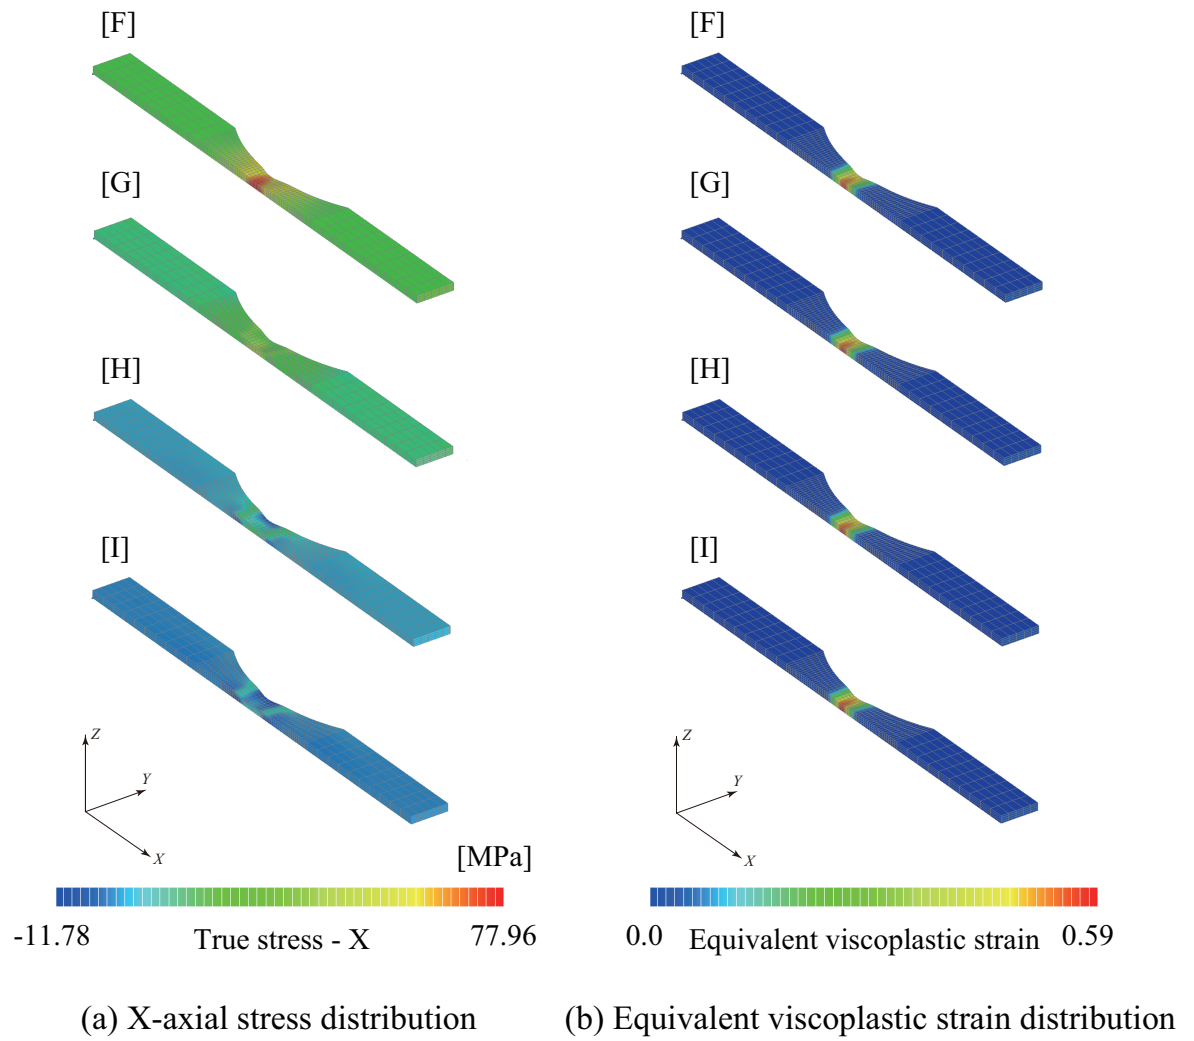 [F]
[G]
[H]
[I]
Z
Y
X
[MPa]
-11.78
True stress - X
77.96
(a) X-axial stress distribution
[F]
[G]
[H]
[I]
Z
Y
X
0.0
Equivalent viscoplastic strain
0.59
(b) Equivalent viscoplastic strain distribution